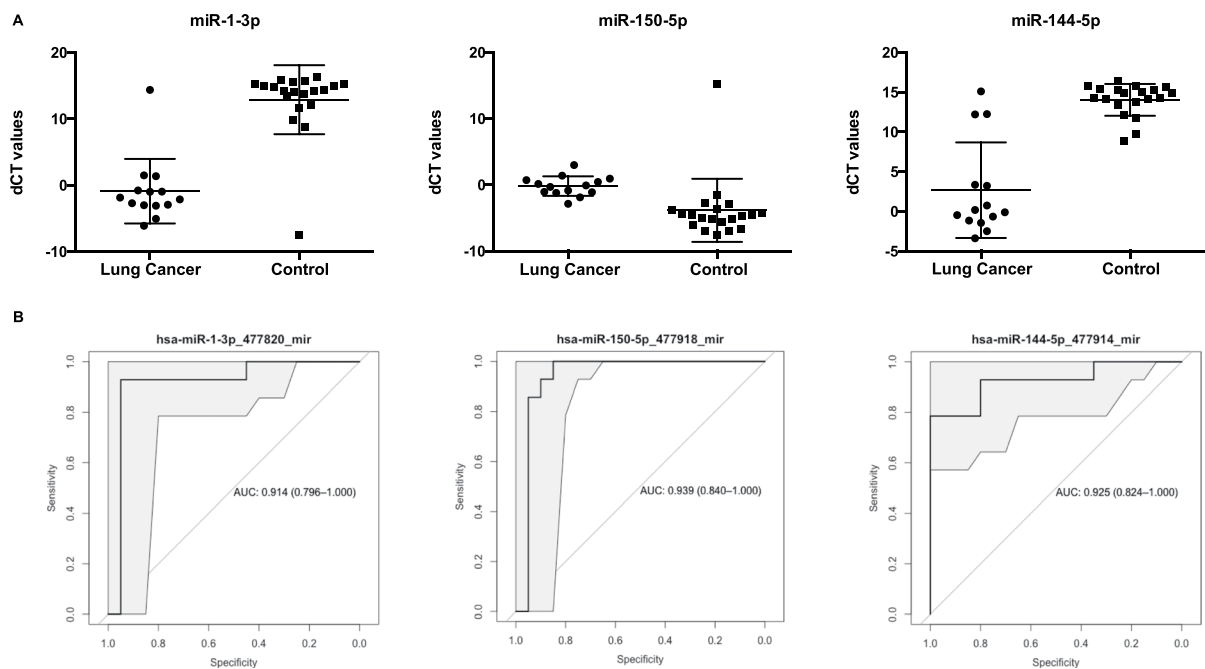 A
miR-1-3p
miR-150-5p
miR-144-5p
dCT values
20
10
0
-10
Lung Cancer
Control
dCT values
20
10
0
-10
Lung Cancer
Control
dCT values
20
15
10
5
0
-5
Lung Cancer
Control
B
hsa-miR-1-3p_477820_mir
Sensitivity
1.0
0.8
0.6
0.4
0.2
0.0
AUC: 0.914 (0.796–1.000)
1.0 0.8 0.6 0.4 0.2 0.0
Specificity
hsa-miR-150-5p_477918_mir
Sensitivity
1.0
0.8
0.6
0.4
0.2
0.0
AUC: 0.939 (0.840–1.000)
1.0 0.8 0.6 0.4 0.2 0.0
Specificity
hsa-miR-144-5p_477914_mir
Sensitivity
1.0
0.8
0.6
0.4
0.2
0.0
AUC: 0.925 (0.824–1.000)
1.0 0.8 0.6 0.4 0.2 0.0
Specificity